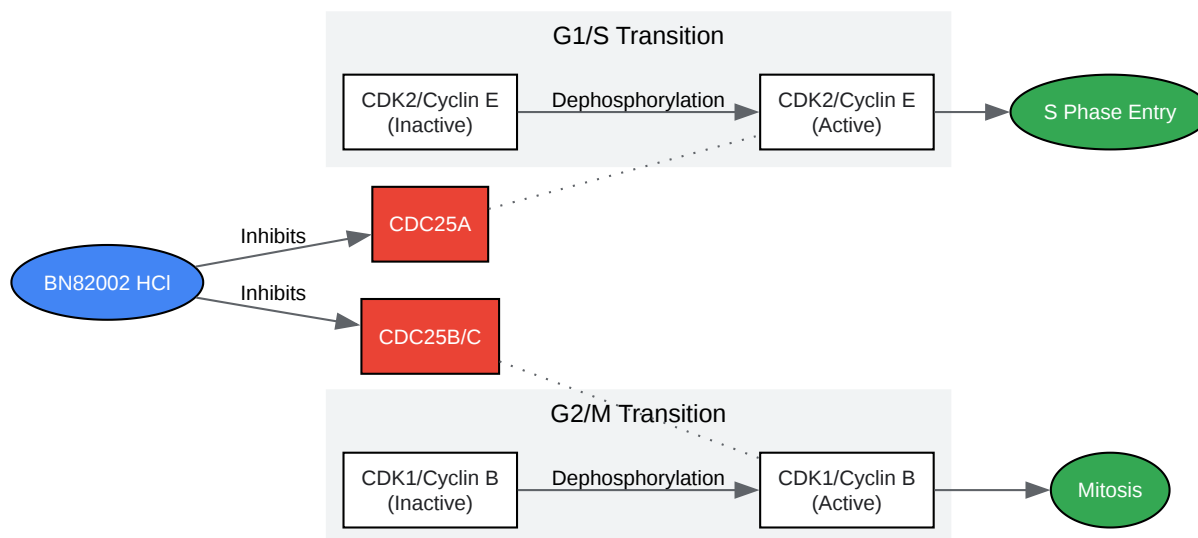 G1/S Transition
CDK2/Cyclin E
(Inactive)
Dephosphorylation
CDK2/Cyclin E
(Active)
S Phase Entry
CDC25A
Inhibits
BN82002 HCl
Inhibits
CDC25B/C
G2/M Transition
CDK1/Cyclin B
(Inactive)
Dephosphorylation
CDK1/Cyclin B
(Active)
Mitosis